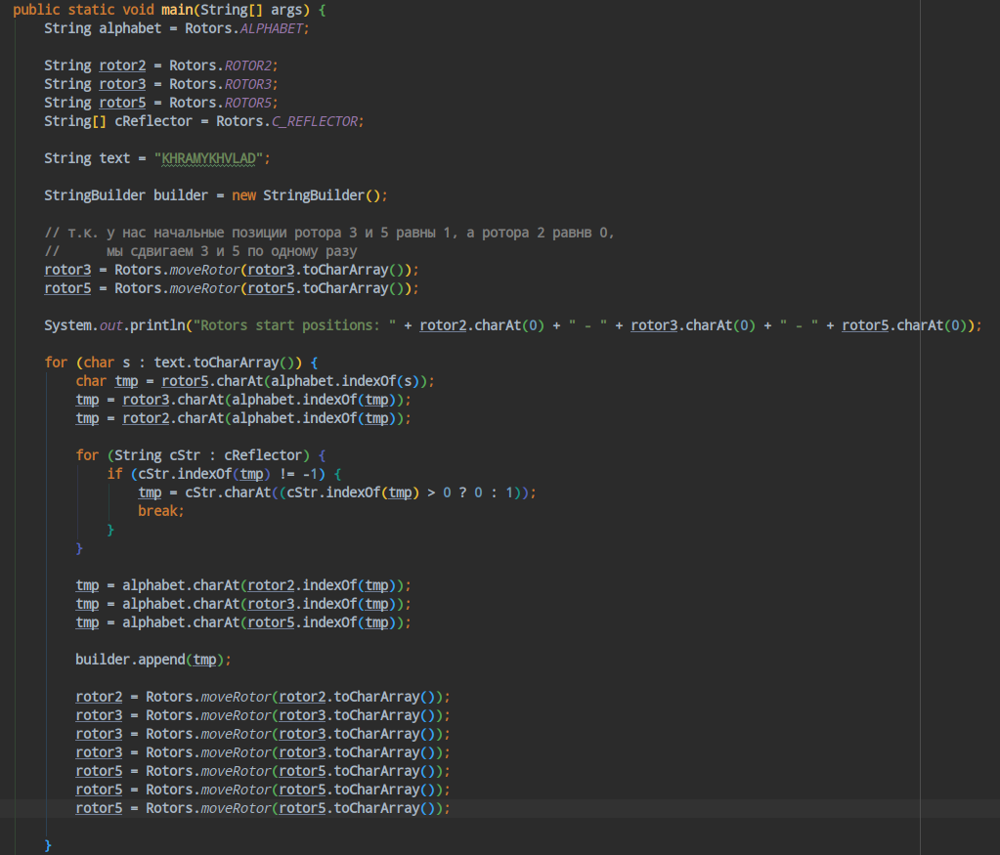 public static void main(String[] args) {
String alphabet = Rotors.ALPHABET;
String rotor2 = Rotors.ROTOR2;
String rotor3 = Rotors.ROTOR3;
String rotor5 = Rotors.ROTOR5;
String[] cReflector = Rotors.C_REFLECTOR;
String text = "KHRAMYKHVLAD";
StringBuilder builder = new StringBuilder();
// т.к. у нас начальные позиции ротора 3 и 5 равны 1, а ротора 2 равнв 0,
//      мы сдвигаем 3 и 5 по одному разу
rotor3 = Rotors.moveRotor(rotor3.toCharArray());
rotor5 = Rotors.moveRotor(rotor5.toCharArray());
System.out.println("Rotors start positions: " + rotor2.charAt(0) + " - " + rotor3.charAt(0) + " - " + rotor5.charAt(0));
for (char s : text.toCharArray()) {
char tmp = rotor5.charAt(alphabet.indexOf(s));
tmp = rotor3.charAt(alphabet.indexOf(tmp));
tmp = rotor2.charAt(alphabet.indexOf(tmp));
for (String cStr : cReflector) {
if (cStr.indexOf(tmp) != -1) {
tmp = cStr.charAt((cStr.indexOf(tmp) > 0 ? 0 : 1));
break;
}
}
tmp = alphabet.charAt(rotor2.indexOf(tmp));
tmp = alphabet.charAt(rotor3.indexOf(tmp));
tmp = alphabet.charAt(rotor5.indexOf(tmp));
builder.append(tmp);
rotor2 = Rotors.moveRotor(rotor2.toCharArray());
rotor3 = Rotors.moveRotor(rotor3.toCharArray());
rotor3 = Rotors.moveRotor(rotor3.toCharArray());
rotor3 = Rotors.moveRotor(rotor3.toCharArray());
rotor5 = Rotors.moveRotor(rotor5.toCharArray());
rotor5 = Rotors.moveRotor(rotor5.toCharArray());
rotor5 = Rotors.moveRotor(rotor5.toCharArray());
}